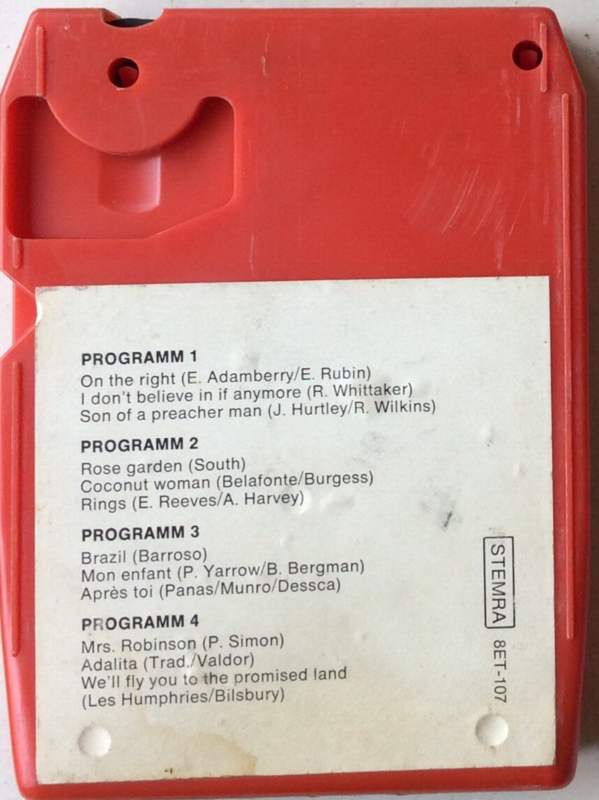 PROGRAMM 1
On the right (E. Adamberry/E. Rubin)
I don't believe in if anymore (R. Whittaker)
Son of a preacher man (J. Hurtley/R. Wilkins)
PROGRAMM 2
Rose garden (South)
Coconut woman (Belafonte/Burgess)
Rings (E. Reeves/A. Harvey)
PROGRAMM 3
Brazil (Barroso)
Mon enfant (P. Yarrow/B. Bergman)
Après toi (Panas/Munro/Dessca)
PROGRAMM 4
Mrs. Robinson (P. Simon)
Adalita (Trad./Valdor)
We'll fly you to the promised land
(Les Humphries/Bilsbury)
STEMRA 8ET-107